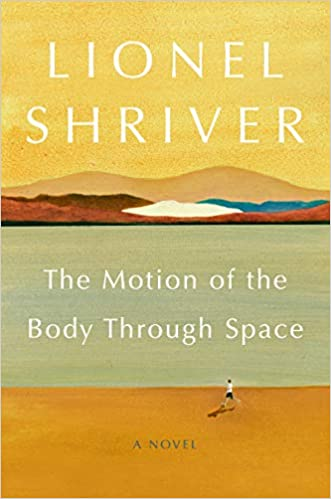 LIONEL
SHRIVER
The Motion of the
Body Through Space
A NOVEL